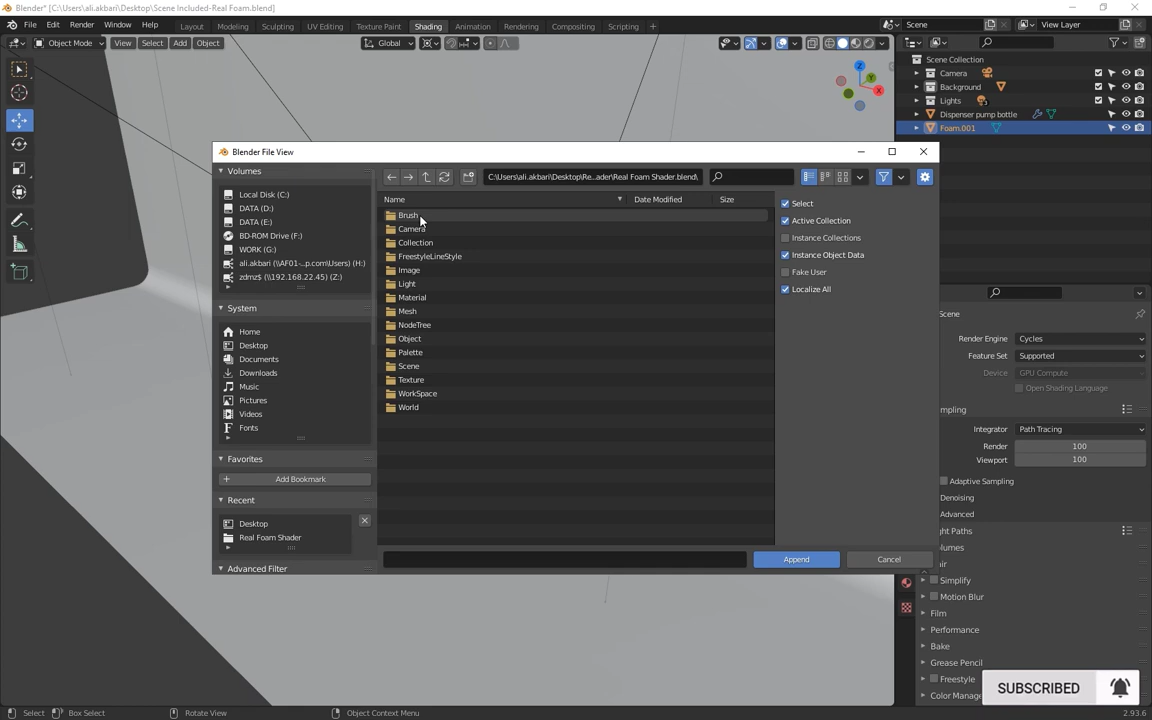 Blender* [C:\Users\ali.akbari\Desktop\Scene Included-Real Foam.blend]
File Edit Render Window Help Layout Modeling Sculpting UV Editing Texture Paint Shading Animation Rendering Compositing Scripting + Scene View Layer
Object Mode View Select Add Object Global
Scene Collection
Camera
Background
Lights
Dispenser pump bottle
Foam.001
Z
Y
X
Blender File View
Volumes
Local Disk (C:)
DATA (D:)
DATA (E:)
BD-ROM Drive (F:)
WORK (G:)
ali.akbari (\\AF01-...p.com\Users) (H:)
zdmz$ (\\192.168.22.45) (Z:)
System
Home
Desktop
Documents
Downloads
Music
Pictures
Videos
Fonts
Favorites
+ Add Bookmark
Recent
Desktop
Real Foam Shader
Advanced Filter
C:\Users\ali.akbari\Desktop\Re...ader\Real Foam Shader.blend\
Name Date Modified Size
Brush
Camera
Collection
FreestyleLineStyle
Image
Light
Material
Mesh
NodeTree
Object
Palette
Scene
Texture
WorkSpace
World
Select
Active Collection
Instance Collections
Instance Object Data
Fake User
Localize All
Append Cancel
Scene
Render Engine Cycles
Feature Set Supported
Device GPU Compute
Open Shading Language
mpling
Integrator Path Tracing
Render 100
Viewport 100
Adaptive Sampling
Denoising
Advanced
ght Paths
olumes
air
Simplify
Motion Blur
Film
Performance
Bake
Grease Pencil
Freestyle
Color Manage
SUBSCRIBED
Select Box Select Rotate View Object Context Menu 2.93.6